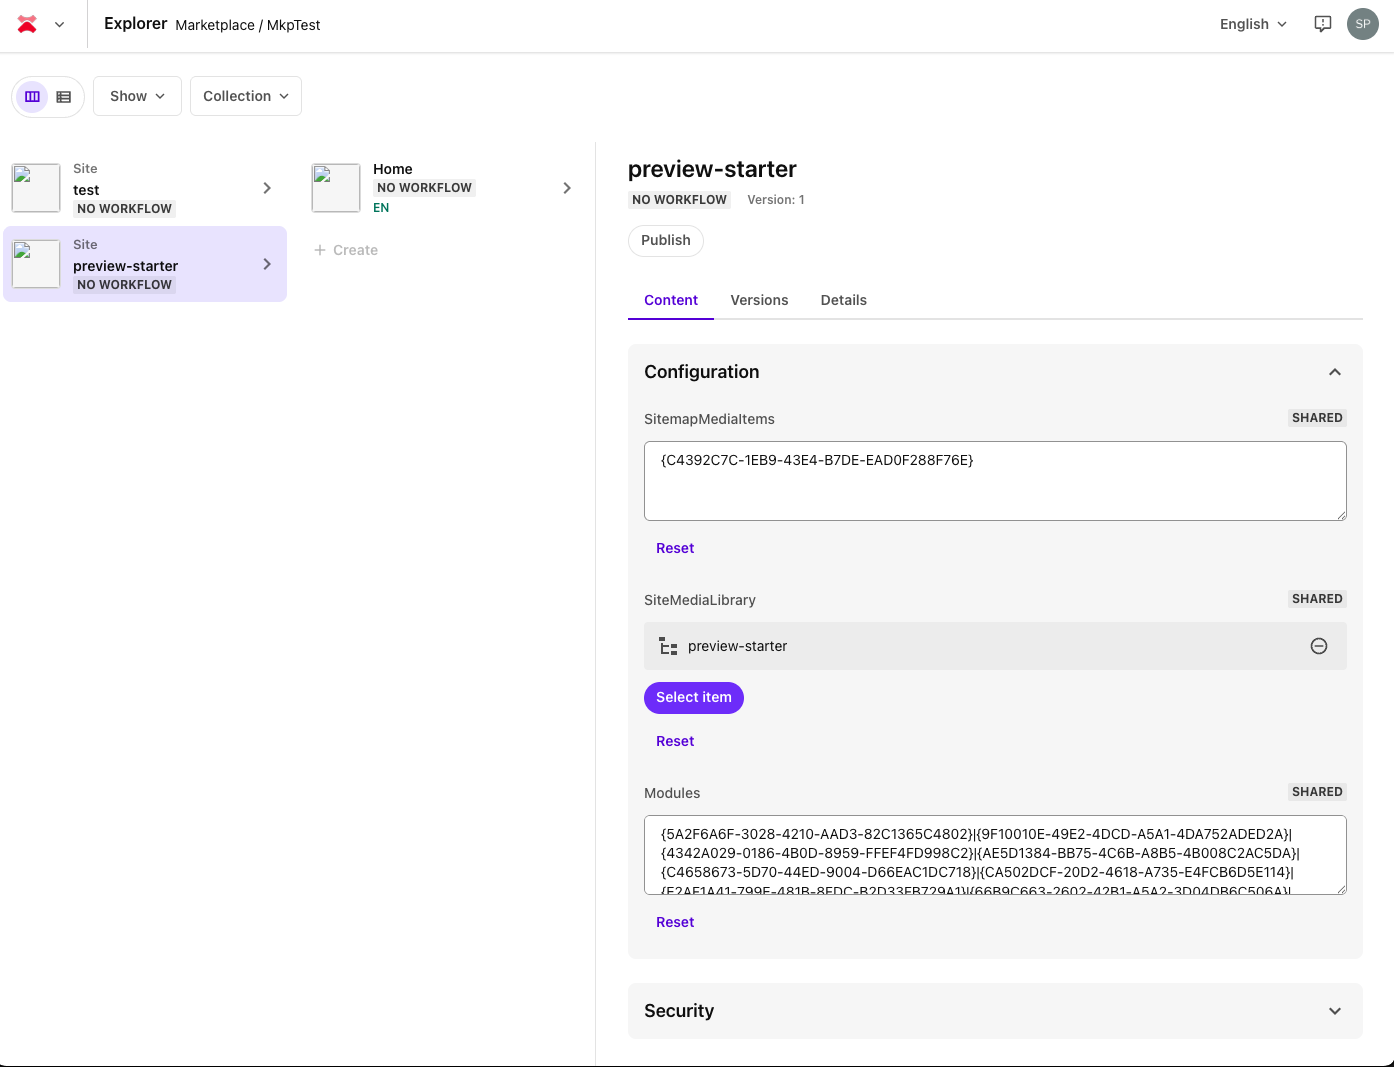 Explorer Marketplace / MkpTest
English
SP
Show
Collection
Site
test
NO WORKFLOW
Site
preview-starter
NO WORKFLOW
Home
NO WORKFLOW
EN
Create
preview-starter
NO WORKFLOW Version: 1
Publish
Content Versions Details
Configuration
SitemapMediaItems SHARED
{C4392C7C-1EB9-43E4-B7DE-EAD0F288F76E}
Reset
SiteMediaLibrary SHARED
preview-starter
Select item
Reset
Modules SHARED
{5A2F6A6F-3028-4210-AAD3-82C1365C4802}|{9F10010E-49E2-4DCD-A5A1-4DA752ADED2A}|
{4342A029-0186-4B0D-8959-FFEF4FD998C2}|{AE5D1384-BB75-4C6B-A8B5-4B008C2AC5DA}|
{C4658673-5D70-44ED-9004-D66EAC1DC718}|{CA502DCF-20D2-4618-A735-E4FCB6D5E114}|
Reset
Security